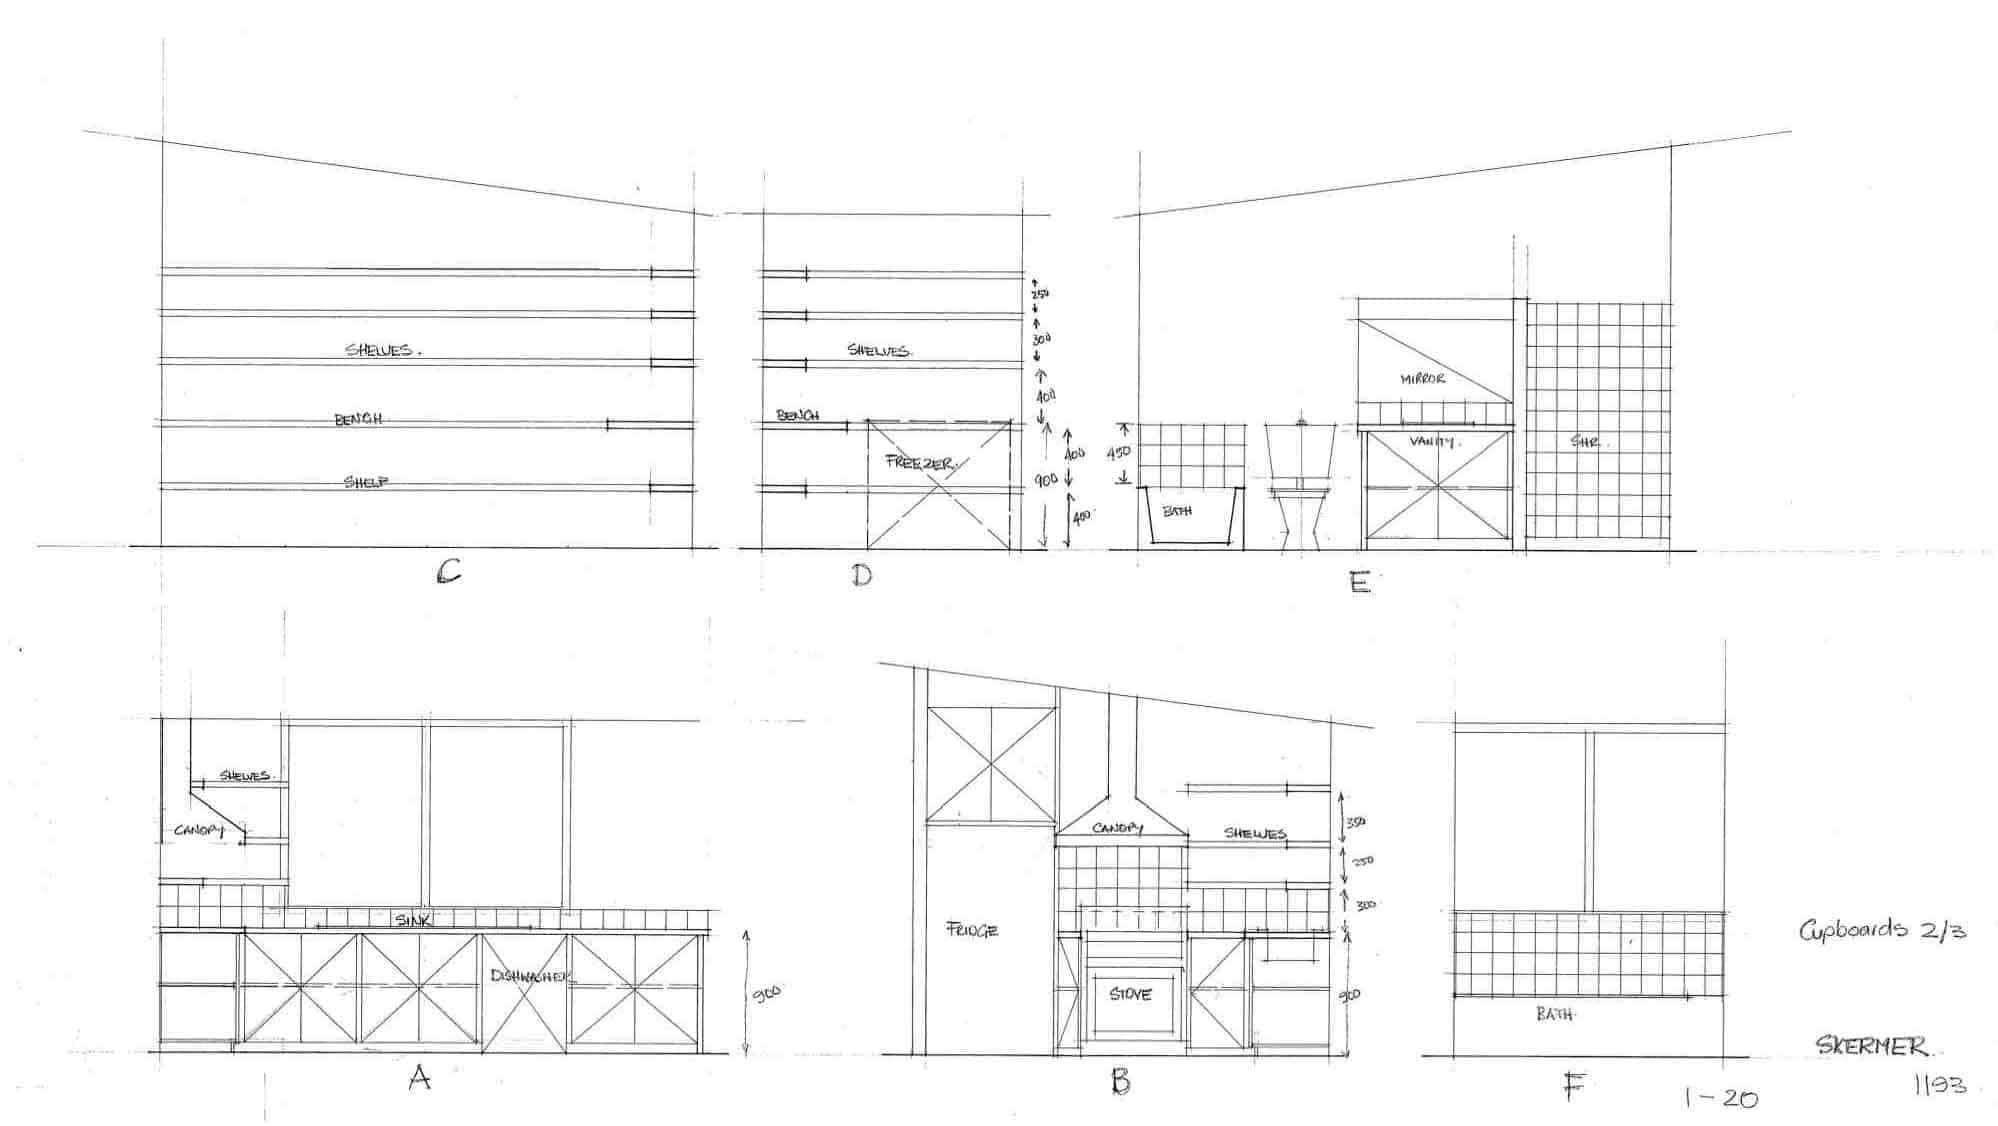 SHELVES.
BENCH
SHELF
C
250
300
400
SHELVES.
BENCH
FREEZER.
400
900
400
D
450
BATH
MIRROR
VANITY.
SHR.
E
SHELVES.
CANOPY
SINK
DISHWASHER
900
A
CANOPY
SHELVES
350
250
300
FRIDGE
STOVE
900
B
BATH
F
Cupboards 2/3
SKERMER.
1193
1-20